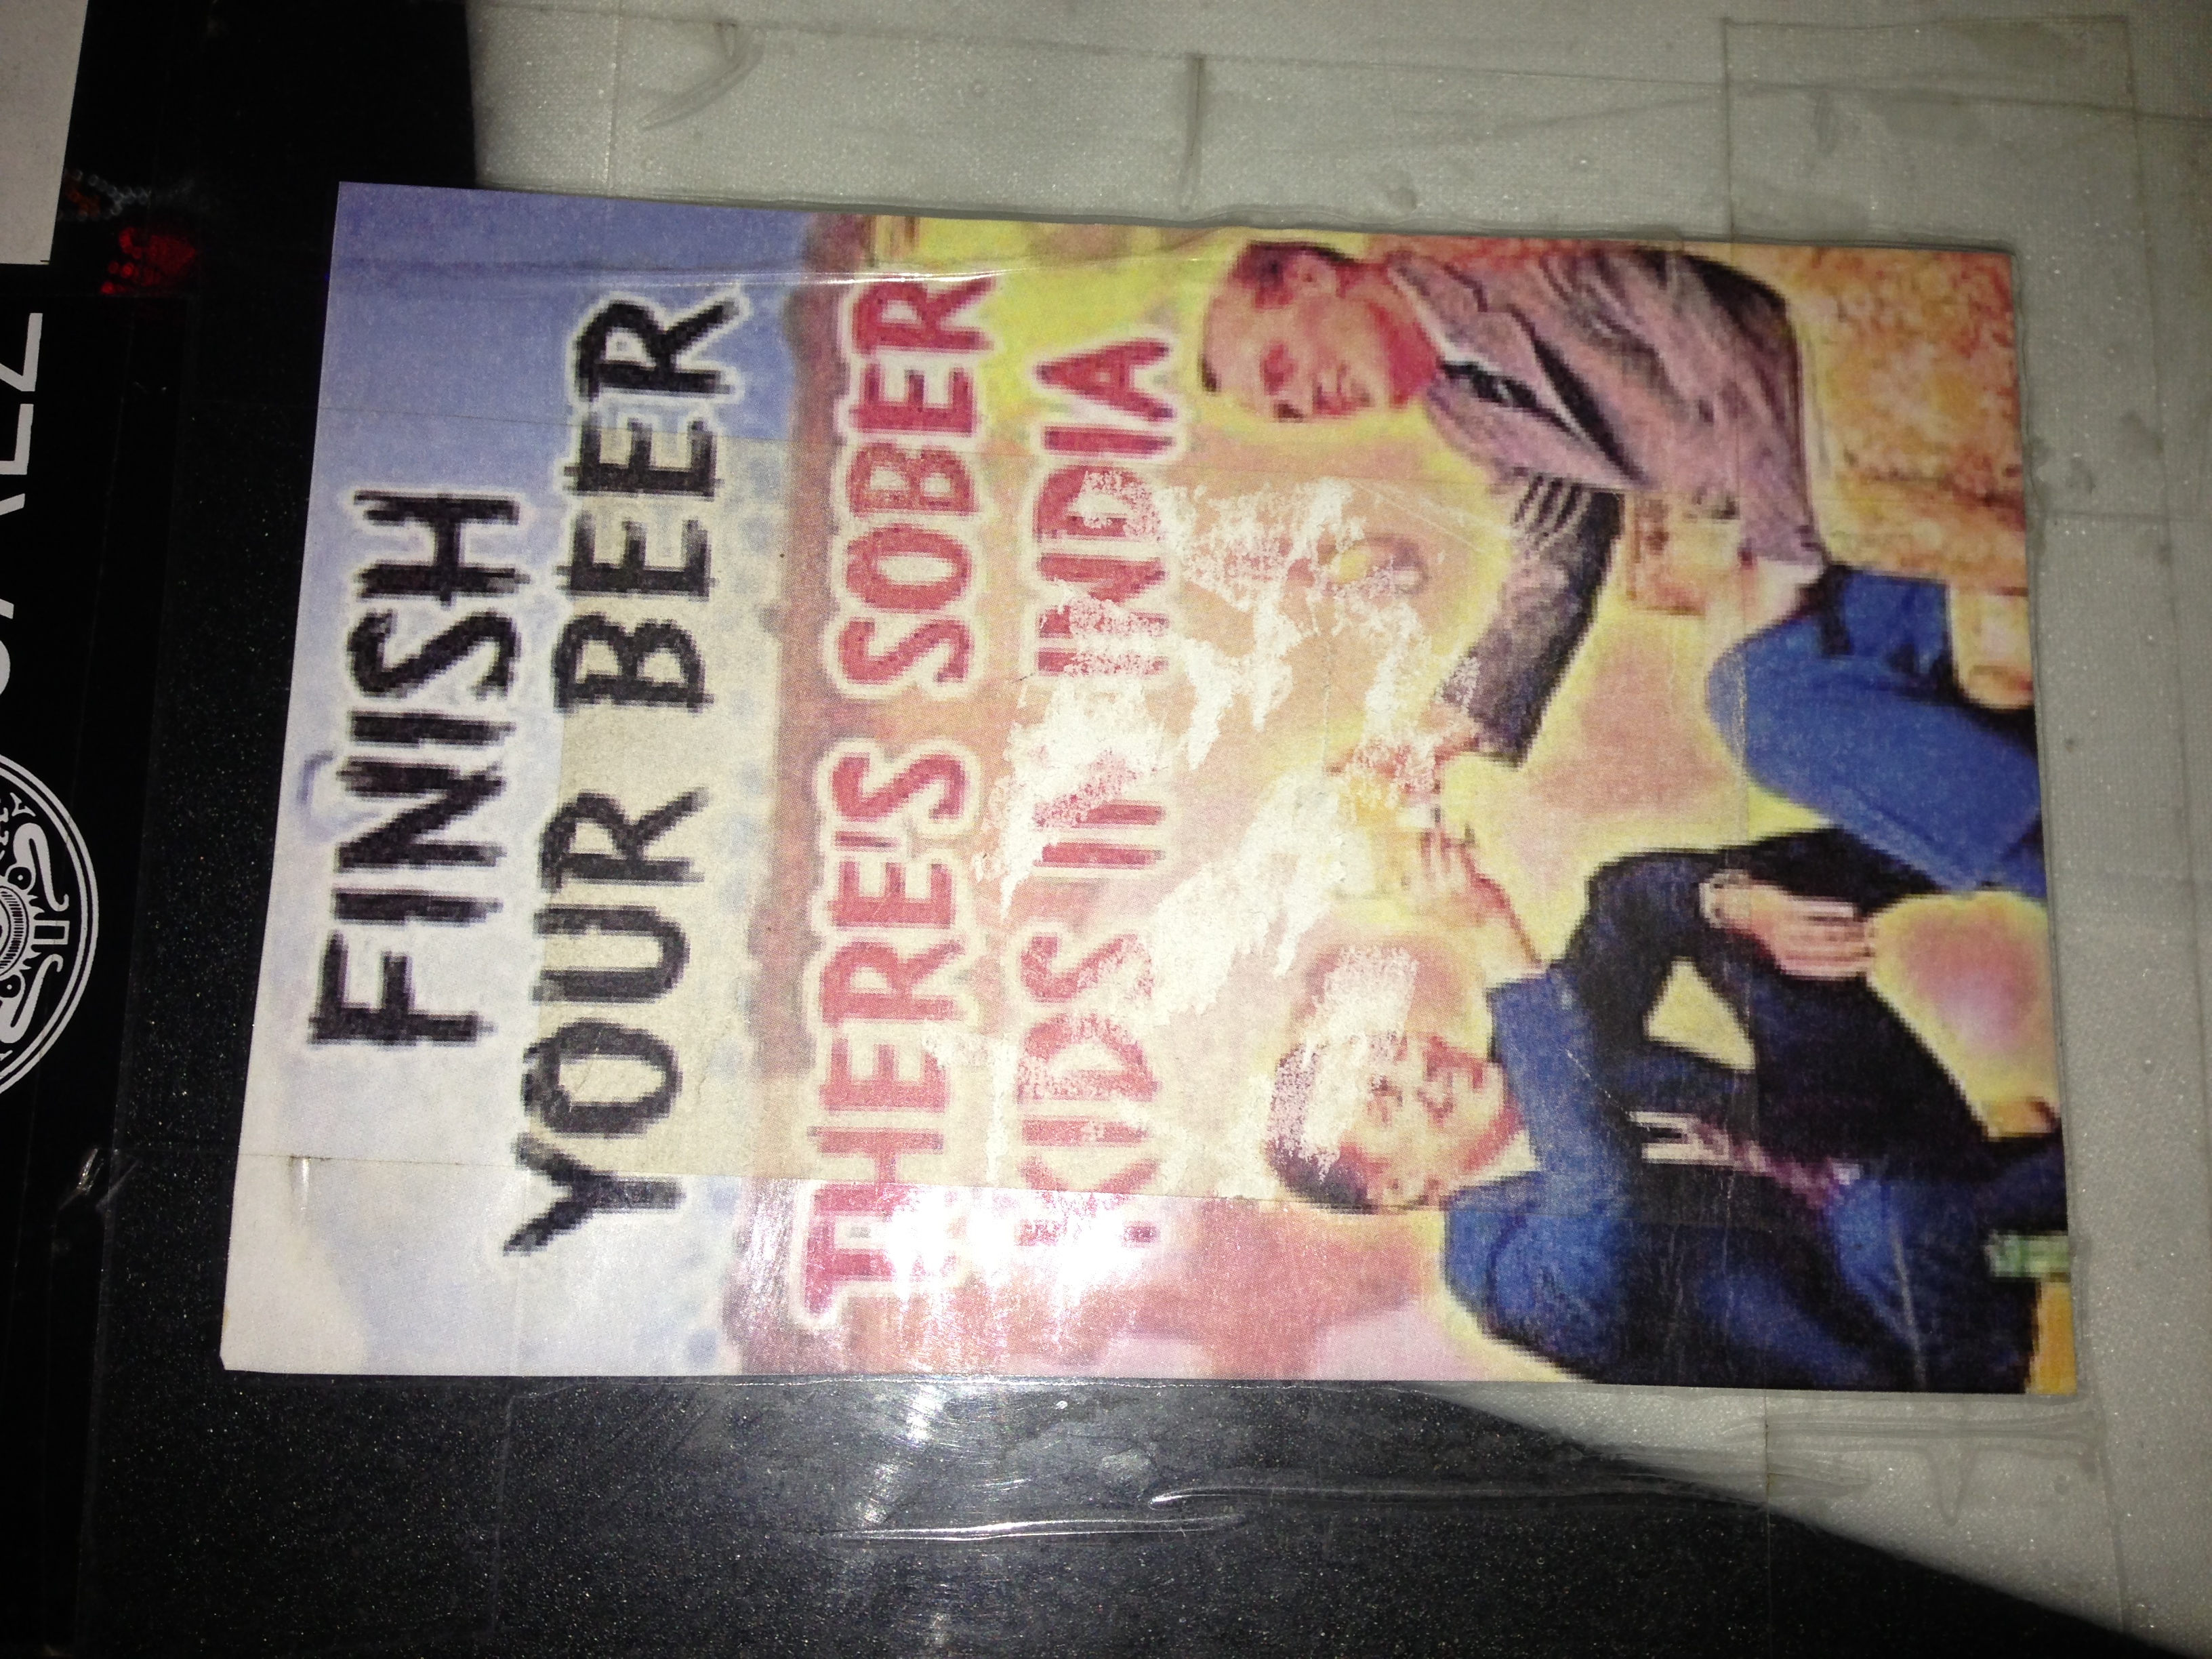 FINISH
YOUR BEER
THERE'S SOBER
KIDS IN INDIA